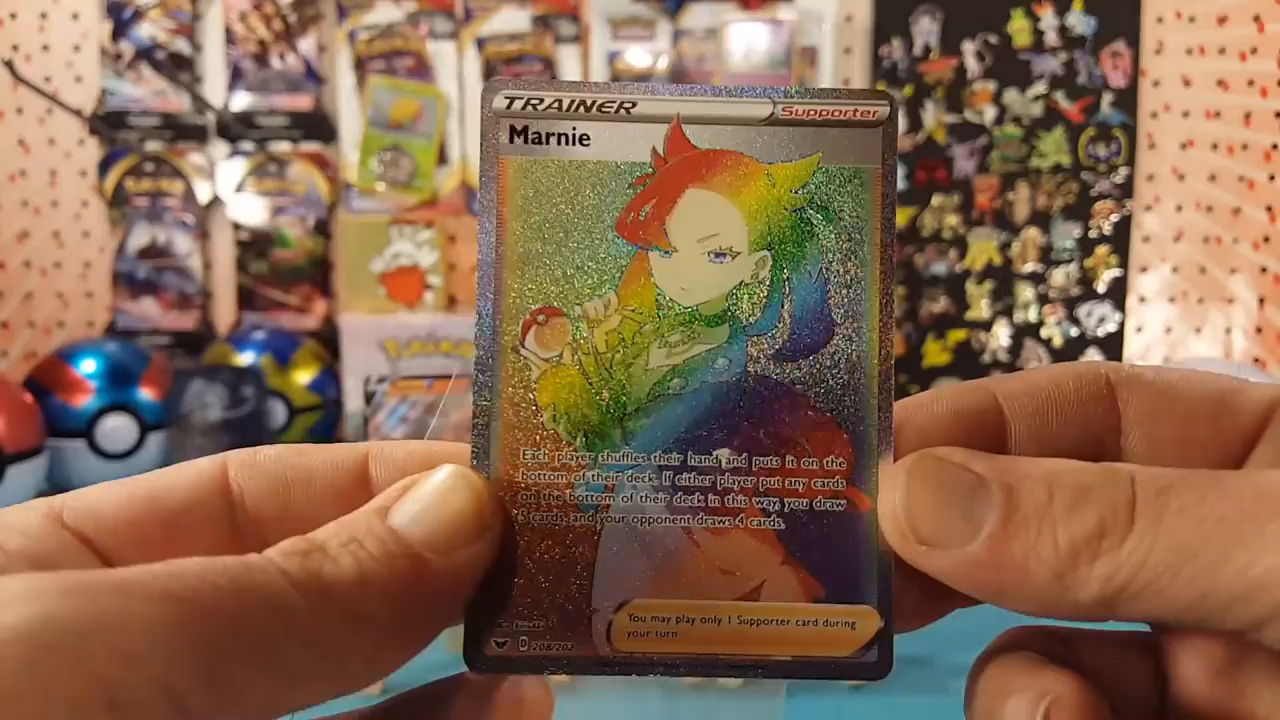 TRAINER
Supporter
Marnie
Each player shuffles their hand and puts it on the
bottom of their deck. If either player put any cards
on the bottom of their deck in this way, you draw
5 cards, and your opponent draws 4 cards.
You may play only 1 Supporter card during
your turn
D 208/202